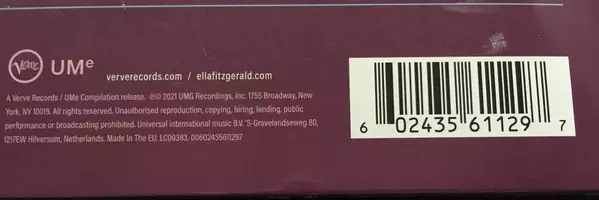 Verve
UMe
ververecords.com / ellafitzgerald.com
A Verve Records / UMe Compilation release. ℗© 2021 UMG Recordings, Inc. 1755 Broadway, New
York, NY 10019. All rights reserved. Unauthorised reproduction, copying, hiring, lending, public
performance or broadcasting prohibited. Universal international music B.V. 'S-Gravelandseweg 80,
1217EW Hilversum, Netherlands. Made In The EU. LC00383. 00602435611297
6 02435 61129 7